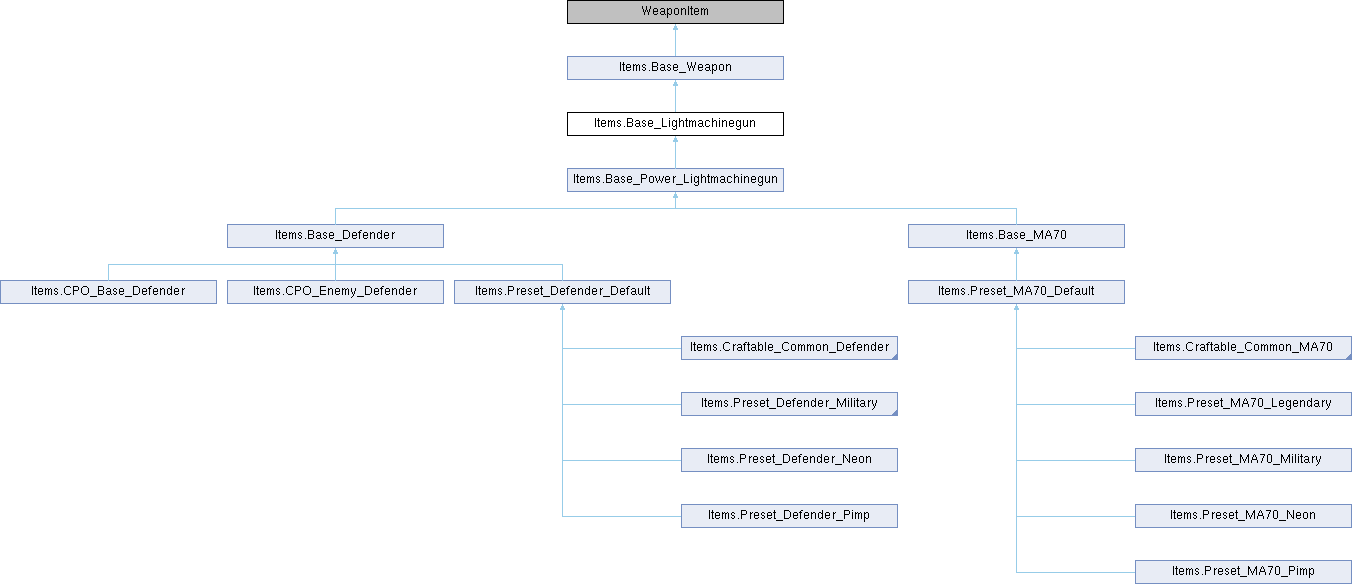 WeaponItem
Items.Base_Weapon
Items.Base_Lightmachinegun
Items.Base_Power_Lightmachinegun
Items.Base_Defender
Items.Base_MA70
Items.CPO_Base_Defender
Items.CPO_Enemy_Defender
Items.Preset_Defender_Default
Items.Preset_MA70_Default
Items.Craftable_Common_Defender
Items.Craftable_Common_MA70
Items.Preset_Defender_Military
Items.Preset_MA70_Legendary
Items.Preset_Defender_Neon
Items.Preset_MA70_Military
Items.Preset_Defender_Pimp
Items.Preset_MA70_Neon
Items.Preset_MA70_Pimp